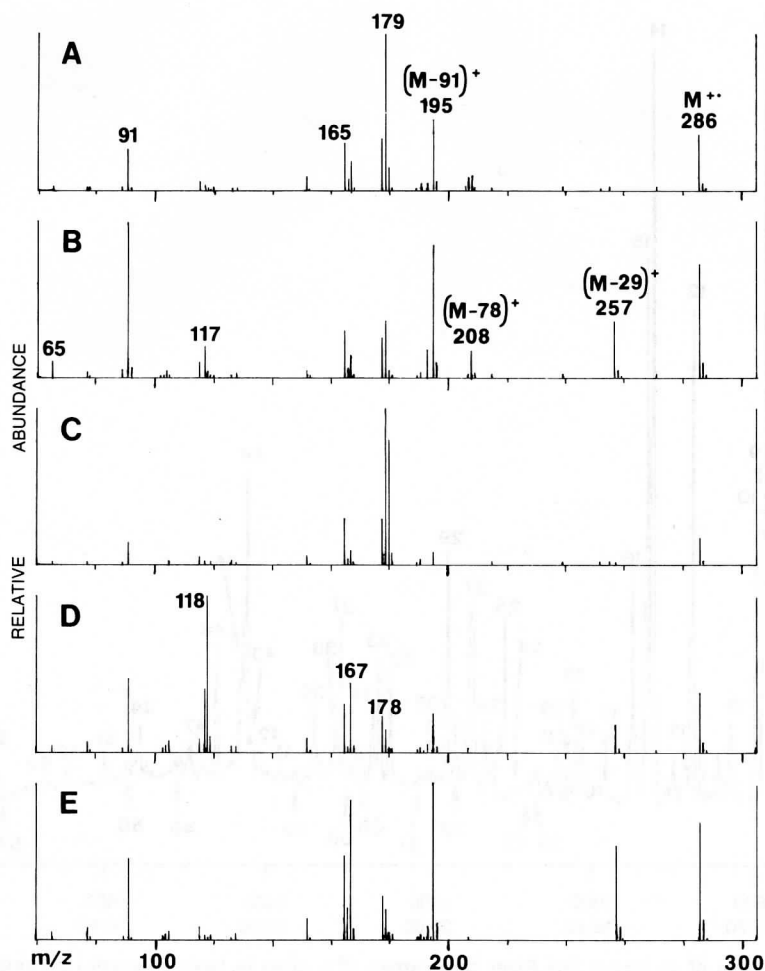 A
91
165
179
(M-91)⁺
195
M⁺·
286
B
65
117
(M-78)⁺
208
(M-29)⁺
257
C
D
118
167
178
E
RELATIVE ABUNDANCE
m/z 100 200 300